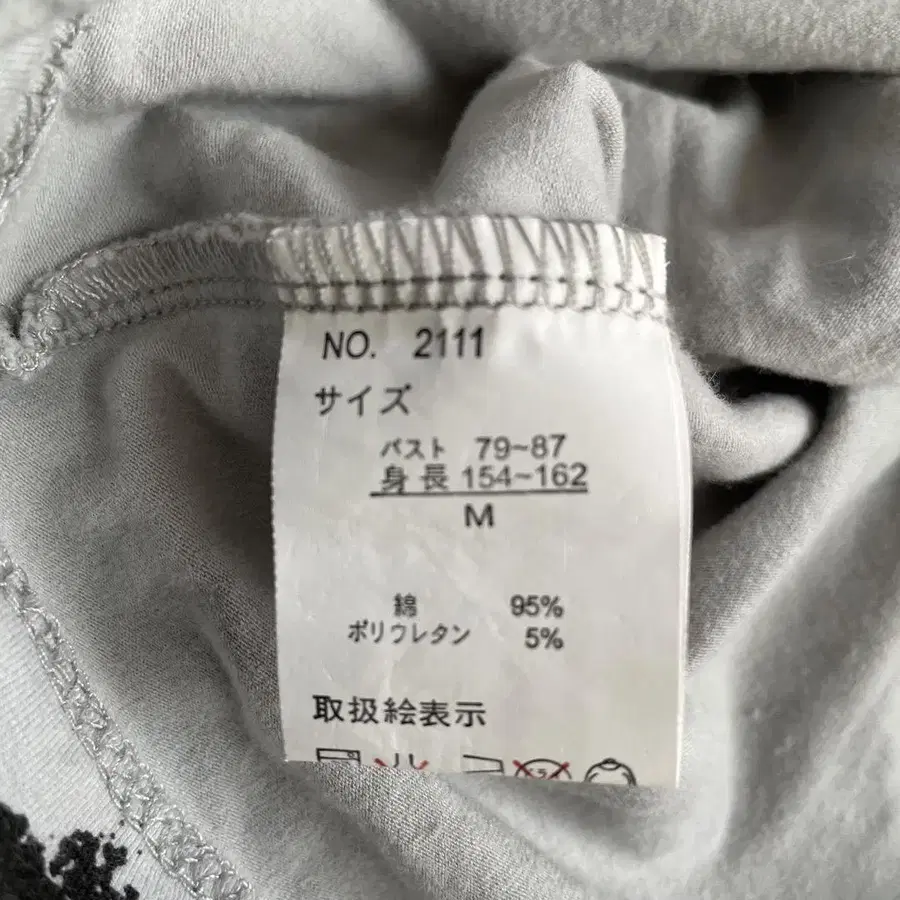 NO. 2111
サイズ
バスト 79~87
身長 154~162
M
綿 95%
ポリウレタン 5%
取扱絵表示